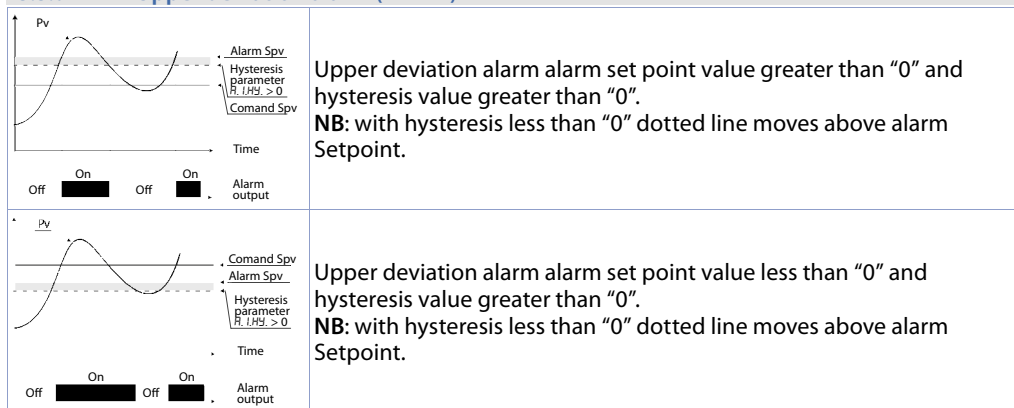 Pv
Alarm Spv
Hysteresis
parameter
A. 1.HY. > 0
Comand Spv
Time
On
On
Off
Off
Alarm
output
Upper deviation alarm alarm set point value greater than “0” and
hysteresis value greater than “0”.
NB: with hysteresis less than “0” dotted line moves above alarm
Setpoint.
Pv
Comand Spv
Alarm Spv
Hysteresis
parameter
A. 1.HY. > 0
Time
On
On
Off
Off
Alarm
output
Upper deviation alarm alarm set point value less than “0” and
hysteresis value greater than “0”.
NB: with hysteresis less than “0” dotted line moves above alarm
Setpoint.